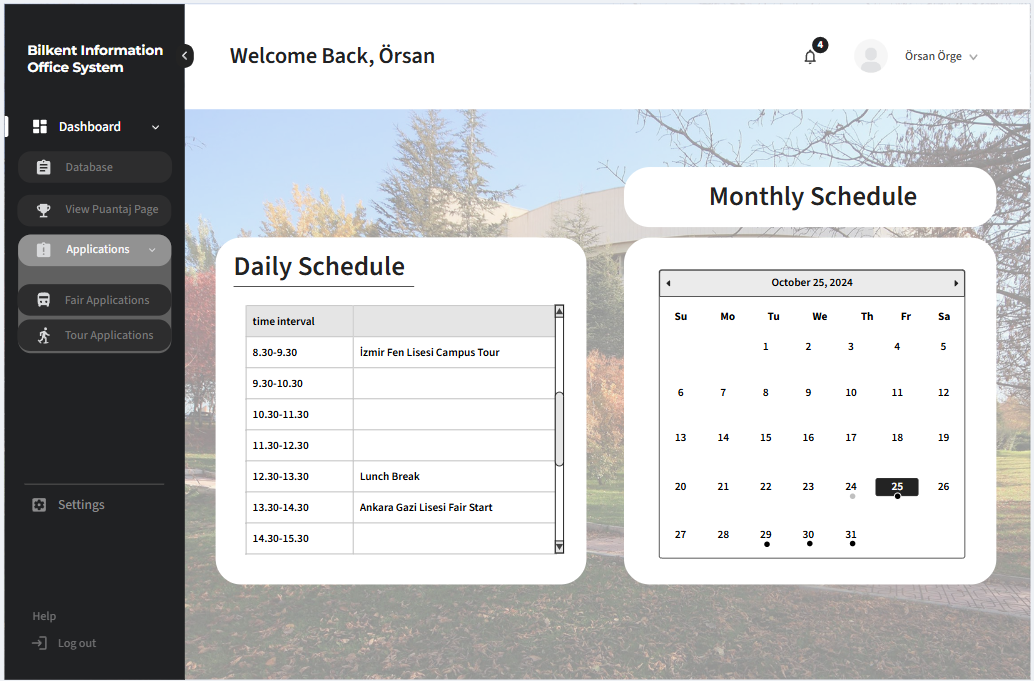 Bilkent Information
Office System
Welcome Back, Örsan
4
Örsan Örge
Dashboard
Database
View Puantaj Page
Applications
Fair Applications
Tour Applications
Settings
Help
Log out
Daily Schedule
time interval
8.30-9.30 İzmir Fen Lisesi Campus Tour
9.30-10.30
10.30-11.30
11.30-12.30
12.30-13.30 Lunch Break
13.30-14.30 Ankara Gazi Lisesi Fair Start
14.30-15.30
Monthly Schedule
October 25, 2024
Su Mo Tu We Th Fr Sa
1 2 3 4 5
6 7 8 9 10 11 12
13 14 15 16 17 18 19
20 21 22 23 24 25 26
27 28 29 30 31